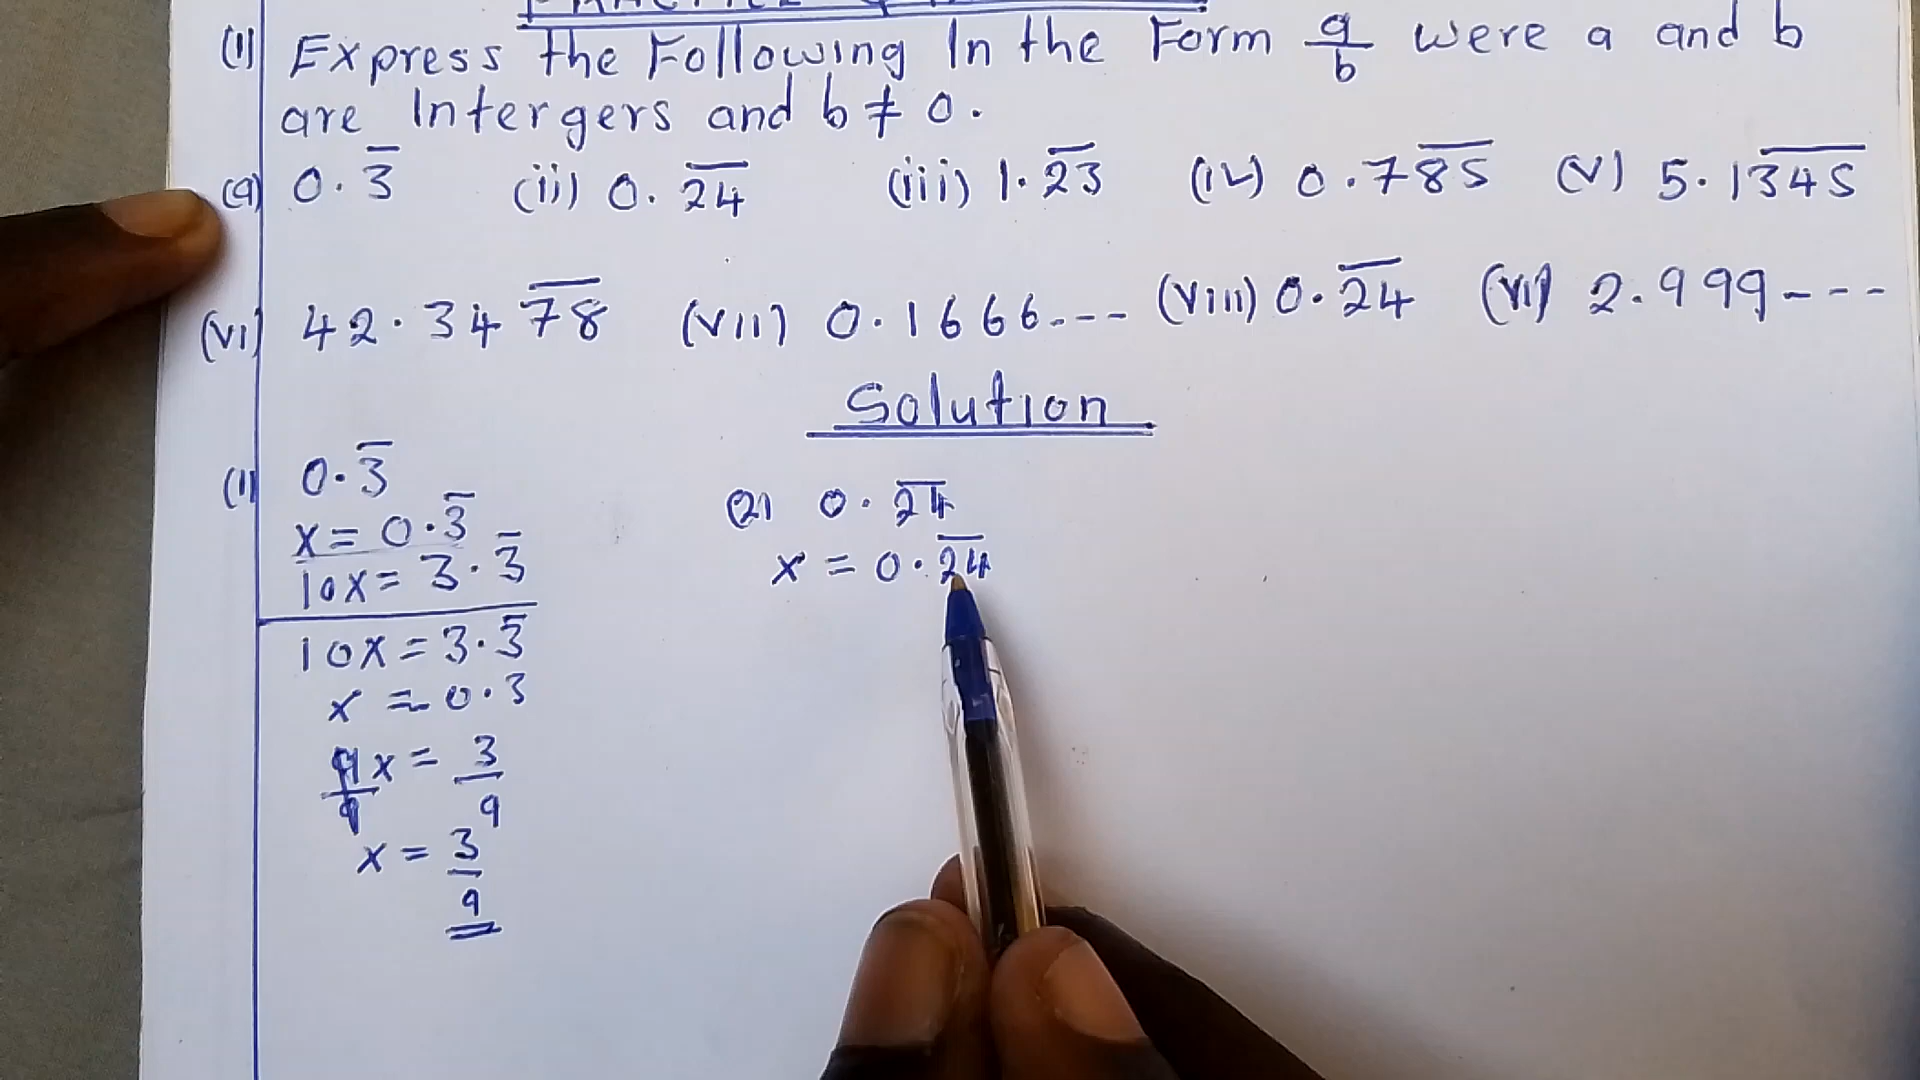 (1) Express the Following In the Form a/b were a and b
are Intergers and b ≠ 0.
(a) 0.3̅ (ii) 0.2̅4̅ (iii) 1.2̅3̅ (iv) 0.78̅5̅ (v) 5.13̅4̅5̅
(vi) 42.347̅8̅ (vii) 0.1666--- (viii) 0.2̅4̅ (vi) 2.999---
Solution
(1) 0.3̅
x = 0.3̅
10x = 3.3̅
10x = 3.3̅
x = 0.3
9x/9 = 3/9
x = 3/9
(2) 0.2̅4̅
x = 0.2̅4̅